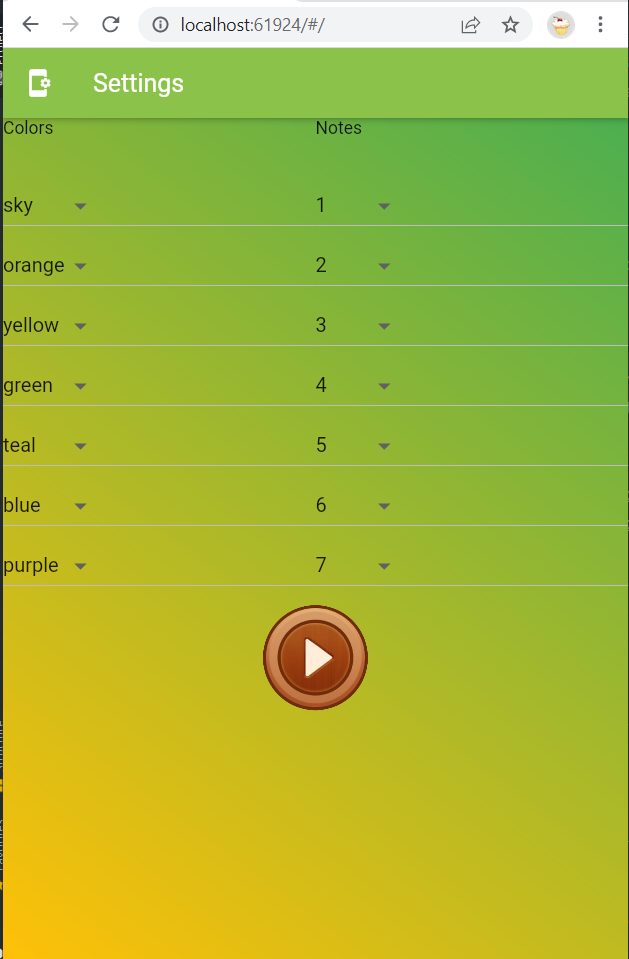 localhost:61924/#/
Settings
Colors Notes
sky 1
orange 2
yellow 3
green 4
teal 5
blue 6
purple 7